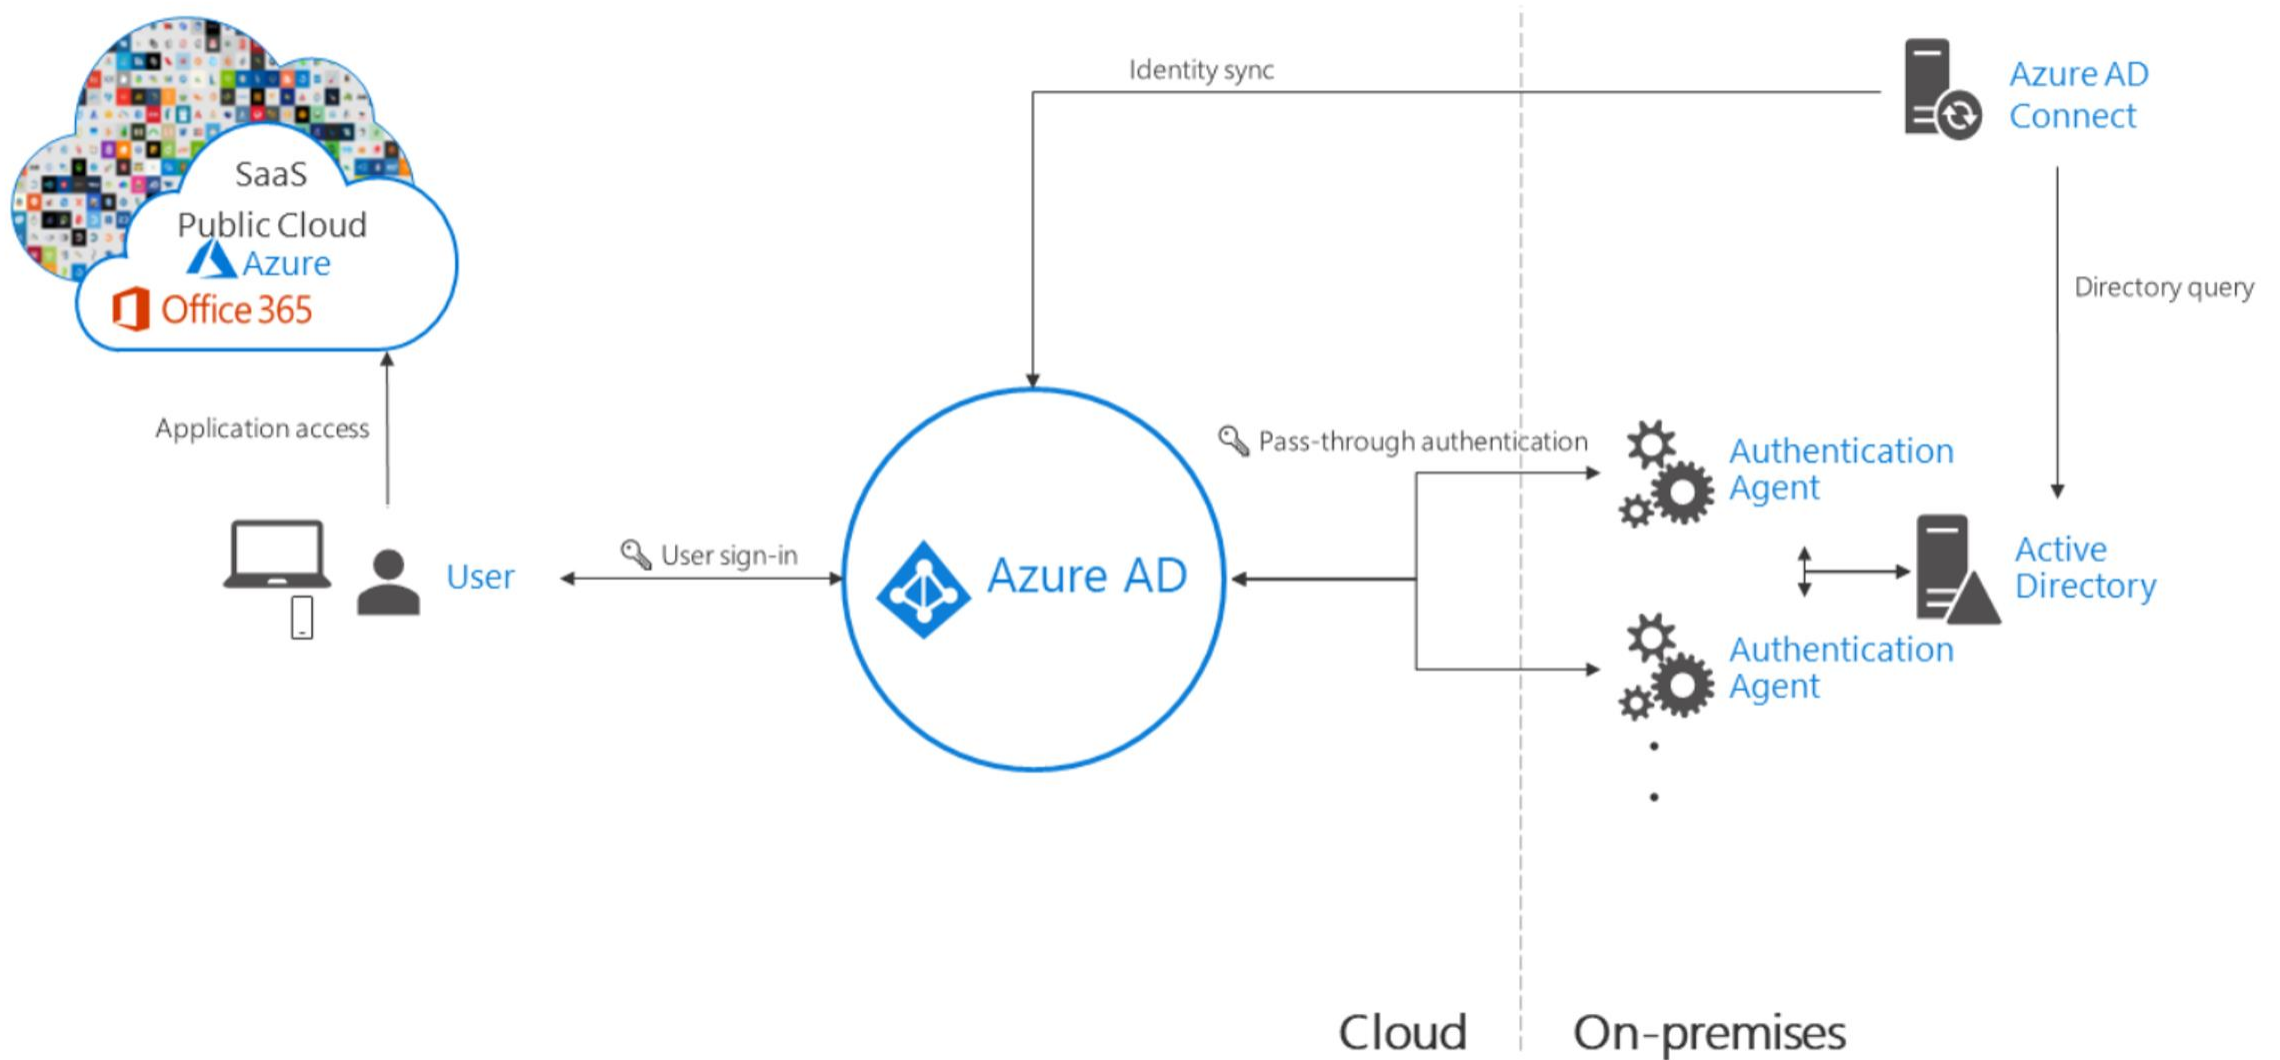 Identity sync
Azure AD
Connect
SaaS
Public Cloud
Azure
Office 365
Directory query
Application access
Pass-through authentication
Authentication
Agent
User sign-in
User
Azure AD
Active
Directory
Authentication
Agent
Cloud
On-premises